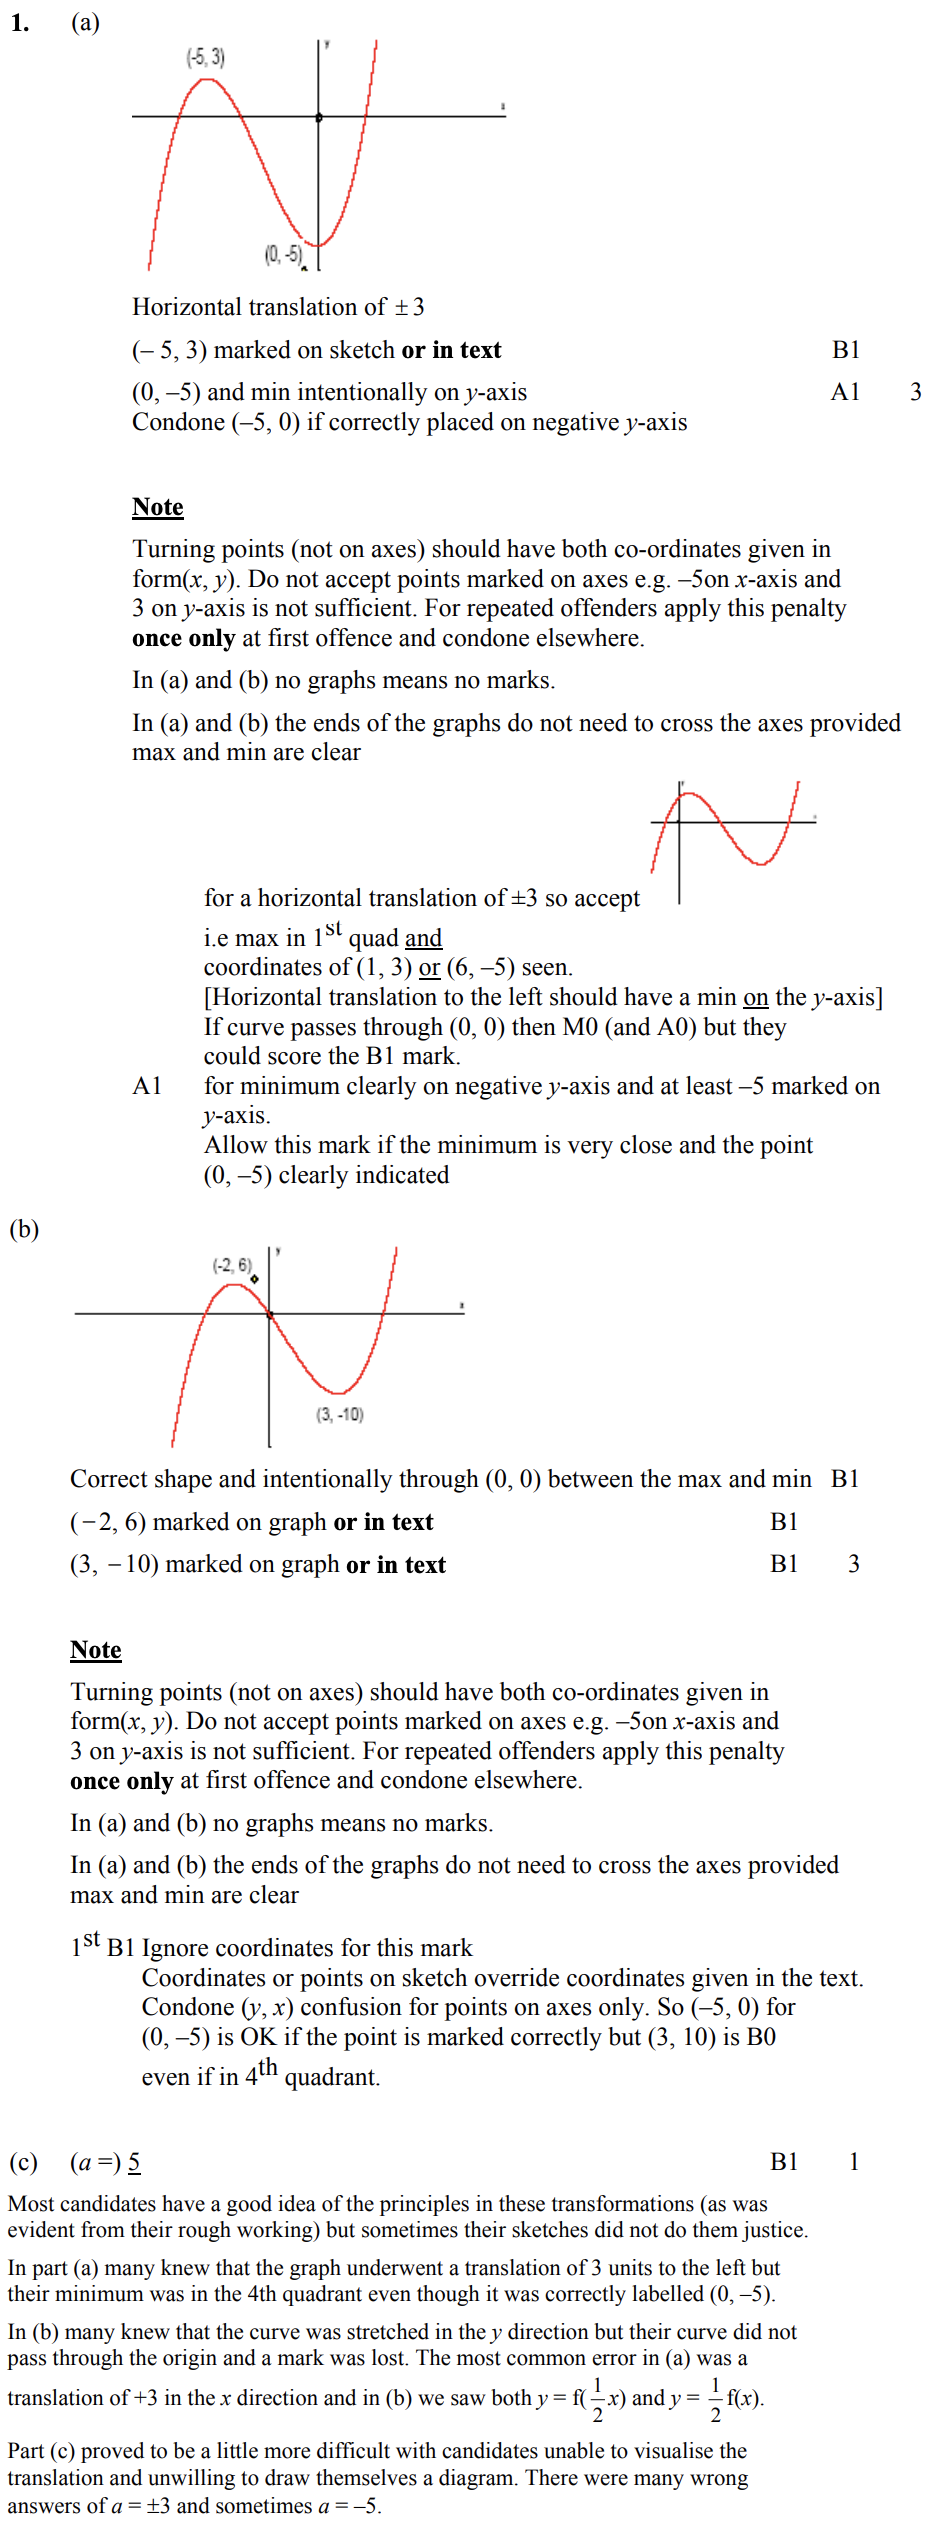 1. (a)
y
(-5, 3)
x
(0, -5)
Horizontal translation of ±3
(– 5, 3) marked on sketch or in text B1
(0, –5) and min intentionally on y-axis A1 3
Condone (–5, 0) if correctly placed on negative y-axis
Note
Turning points (not on axes) should have both co-ordinates given in
form(x, y). Do not accept points marked on axes e.g. –5on x-axis and
3 on y-axis is not sufficient. For repeated offenders apply this penalty
once only at first offence and condone elsewhere.
In (a) and (b) no graphs means no marks.
In (a) and (b) the ends of the graphs do not need to cross the axes provided
max and min are clear
for a horizontal translation of ±3 so accept
i.e max in 1st quad and
coordinates of (1, 3) or (6, –5) seen.
[Horizontal translation to the left should have a min on the y-axis]
If curve passes through (0, 0) then M0 (and A0) but they
could score the B1 mark.
A1 for minimum clearly on negative y-axis and at least –5 marked on
y-axis.
Allow this mark if the minimum is very close and the point
(0, –5) clearly indicated
(b)
y
(-2, 6)
x
(3, -10)
Correct shape and intentionally through (0, 0) between the max and min B1
(−2, 6) marked on graph or in text B1
(3, −10) marked on graph or in text B1 3
Note
Turning points (not on axes) should have both co-ordinates given in
form(x, y). Do not accept points marked on axes e.g. –5on x-axis and
3 on y-axis is not sufficient. For repeated offenders apply this penalty
once only at first offence and condone elsewhere.
In (a) and (b) no graphs means no marks.
In (a) and (b) the ends of the graphs do not need to cross the axes provided
max and min are clear
1st B1 Ignore coordinates for this mark
Coordinates or points on sketch override coordinates given in the text.
Condone (y, x) confusion for points on axes only. So (–5, 0) for
(0, –5) is OK if the point is marked correctly but (3, 10) is B0
even if in 4th quadrant.
(c) (a =) 5 B1 1
Most candidates have a good idea of the principles in these transformations (as was
evident from their rough working) but sometimes their sketches did not do them justice.
In part (a) many knew that the graph underwent a translation of 3 units to the left but
their minimum was in the 4th quadrant even though it was correctly labelled (0, –5).
In (b) many knew that the curve was stretched in the y direction but their curve did not
pass through the origin and a mark was lost. The most common error in (a) was a
translation of +3 in the x direction and in (b) we saw both y = f(1/2 x) and y = 1/2 f(x).
Part (c) proved to be a little more difficult with candidates unable to visualise the
translation and unwilling to draw themselves a diagram. There were many wrong
answers of a = ±3 and sometimes a = –5.